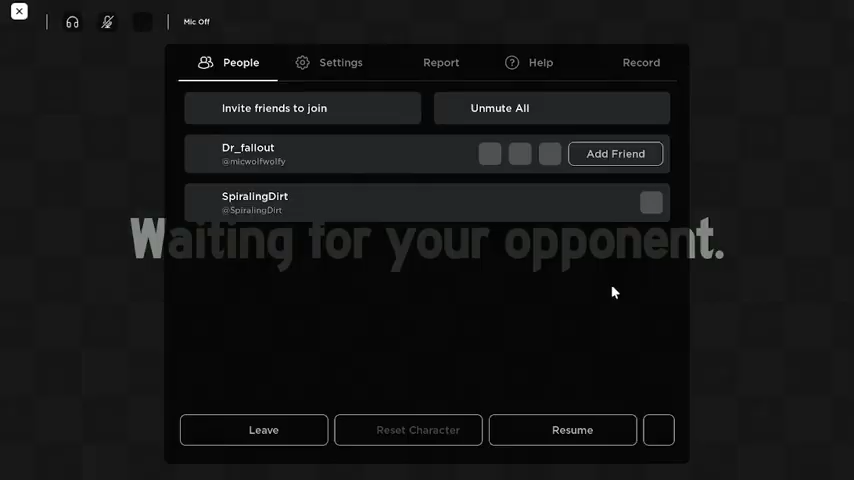 Mic Off
People
Settings
Report
Help
Record
Invite friends to join
Unmute All
Dr_fallout
@micwolfwolfy
Add Friend
SpiralingDirt
@SpiralingDirt
Waiting for your opponent.
Leave
Reset Character
Resume